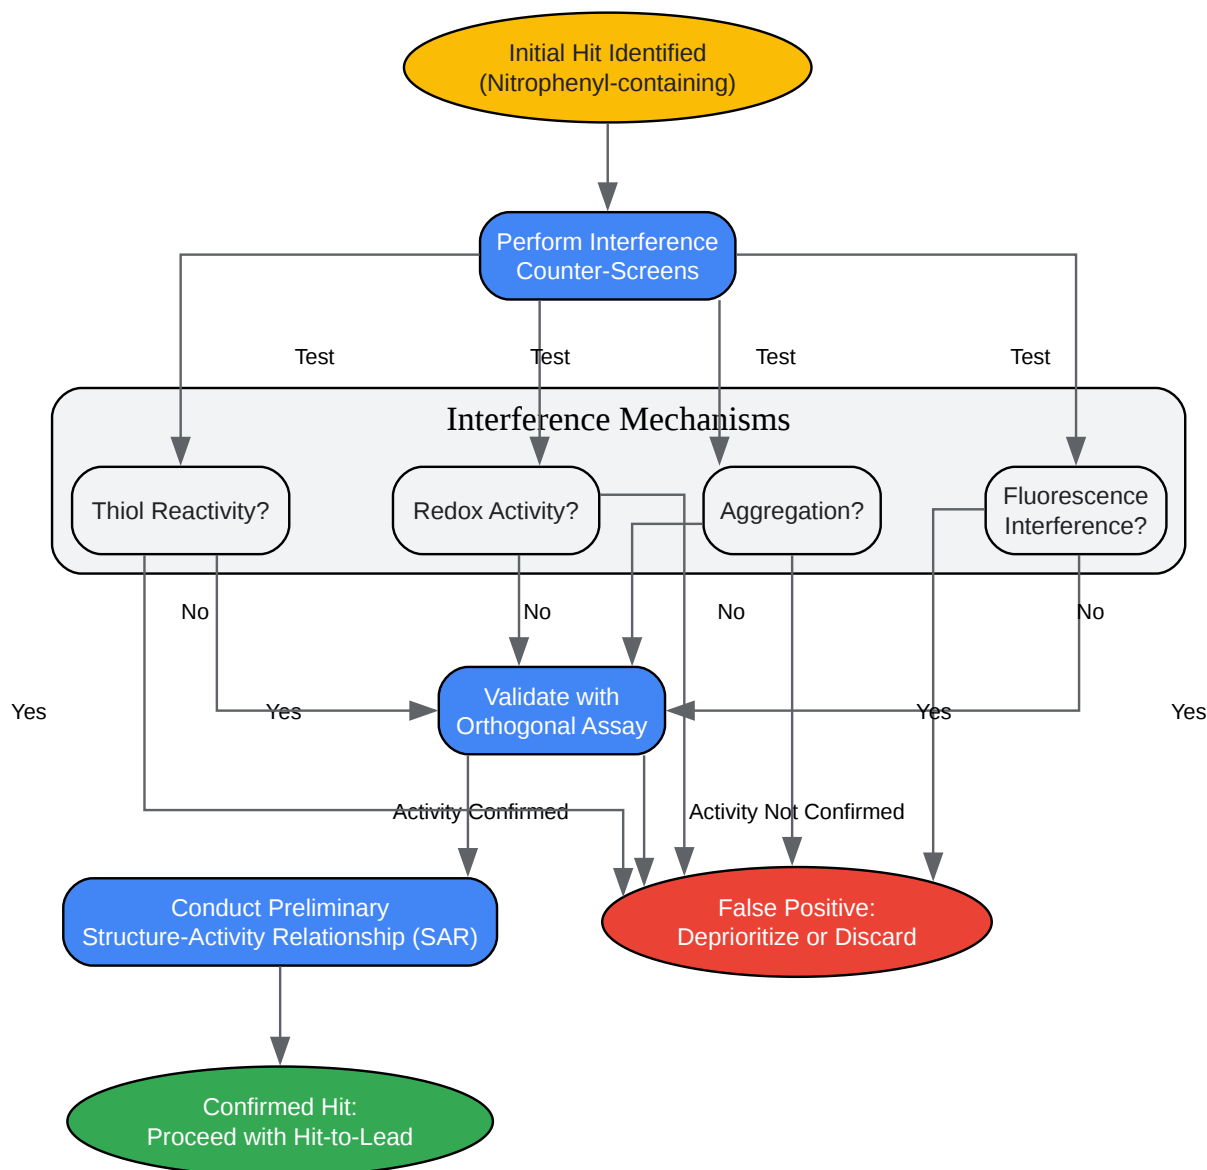 Initial Hit Identified
(Nitrophenyl-containing)
Perform Interference
Counter-Screens
Test
Test
Test
Test
Interference Mechanisms
Thiol Reactivity?
Redox Activity?
Aggregation?
Fluorescence
Interference?
No
No
No
No
Validate with
Orthogonal Assay
Yes
Yes
Yes
Yes
Activity Confirmed
Activity Not Confirmed
Conduct Preliminary
Structure-Activity Relationship (SAR)
False Positive:
Deprioritize or Discard
Confirmed Hit:
Proceed with Hit-to-Lead